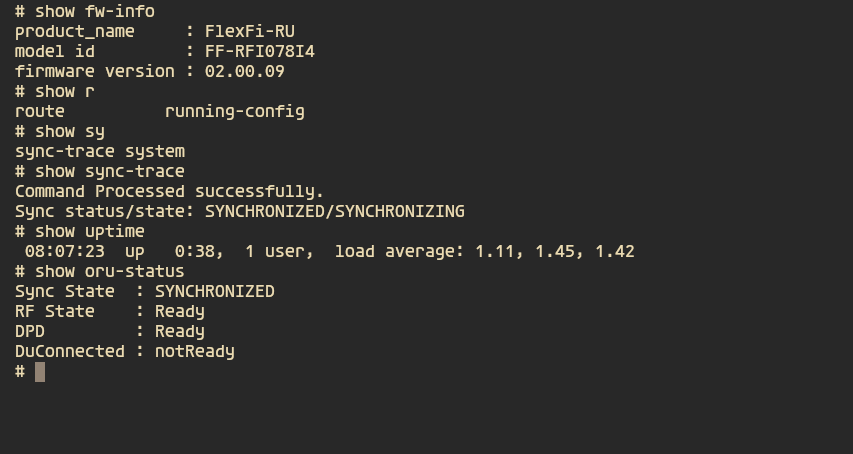 # show fw-info
product_name     : FlexFi-RU
model id         : FF-RFI078I4
firmware version : 02.00.09
# show r
route          running-config
# show sy
sync-trace system
# show sync-trace
Command Processed successfully.
Sync status/state: SYNCHRONIZED/SYNCHRONIZING
# show uptime
 08:07:23  up   0:38,  1 user,  load average: 1.11, 1.45, 1.42
# show oru-status
Sync State  : SYNCHRONIZED
RF State    : Ready
DPD         : Ready
DuConnected : notReady
#